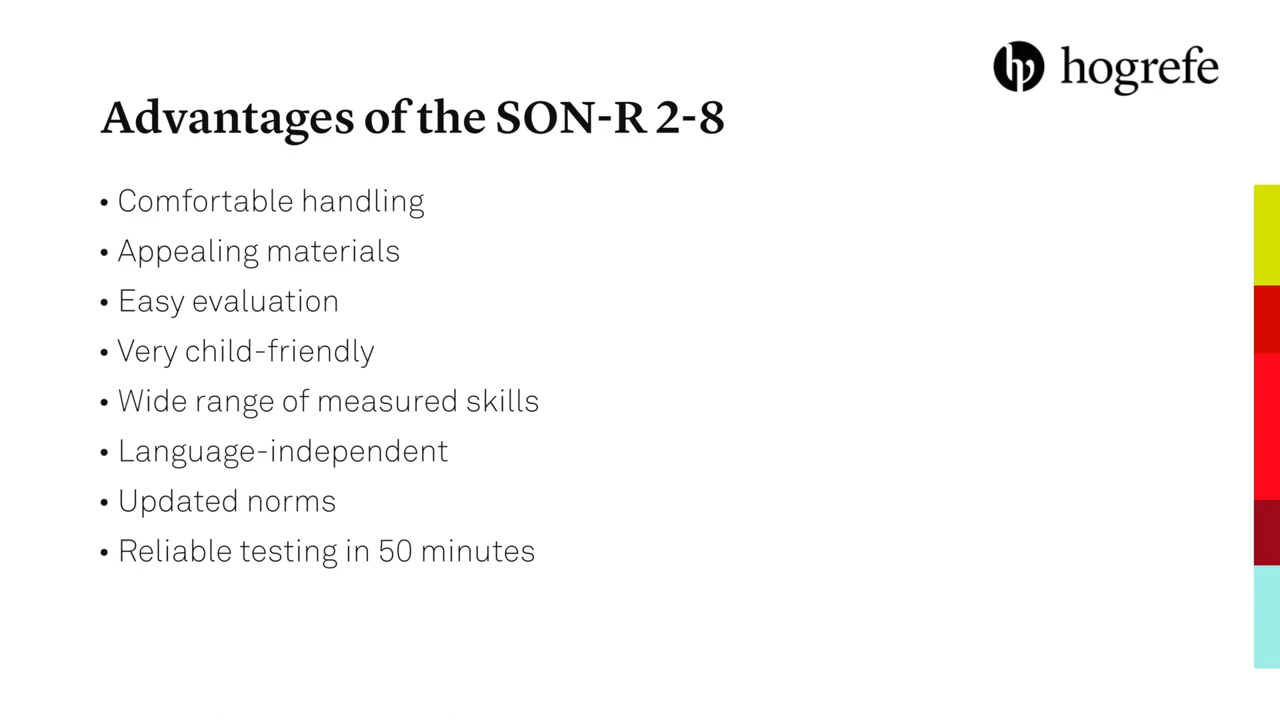 hogrefe
Advantages of the SON-R 2-8
• Comfortable handling
• Appealing materials
• Easy evaluation
• Very child-friendly
• Wide range of measured skills
• Language-independent
• Updated norms
• Reliable testing in 50 minutes